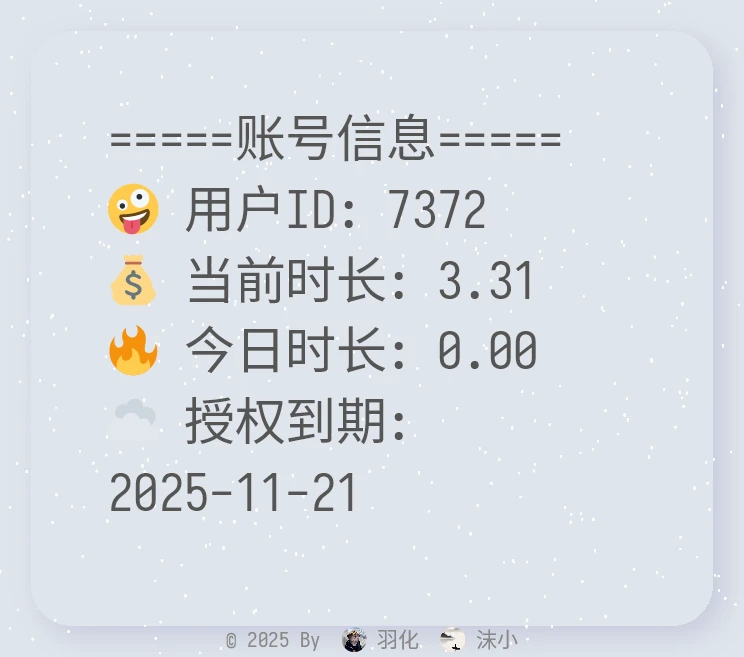 =====账号信息=====
🤪 用户ID: 7372
💰 当前时长: 3.31
🔥 今日时长: 0.00
☁️ 授权到期:
2025-11-21
© 2025 By 羽化 沫小